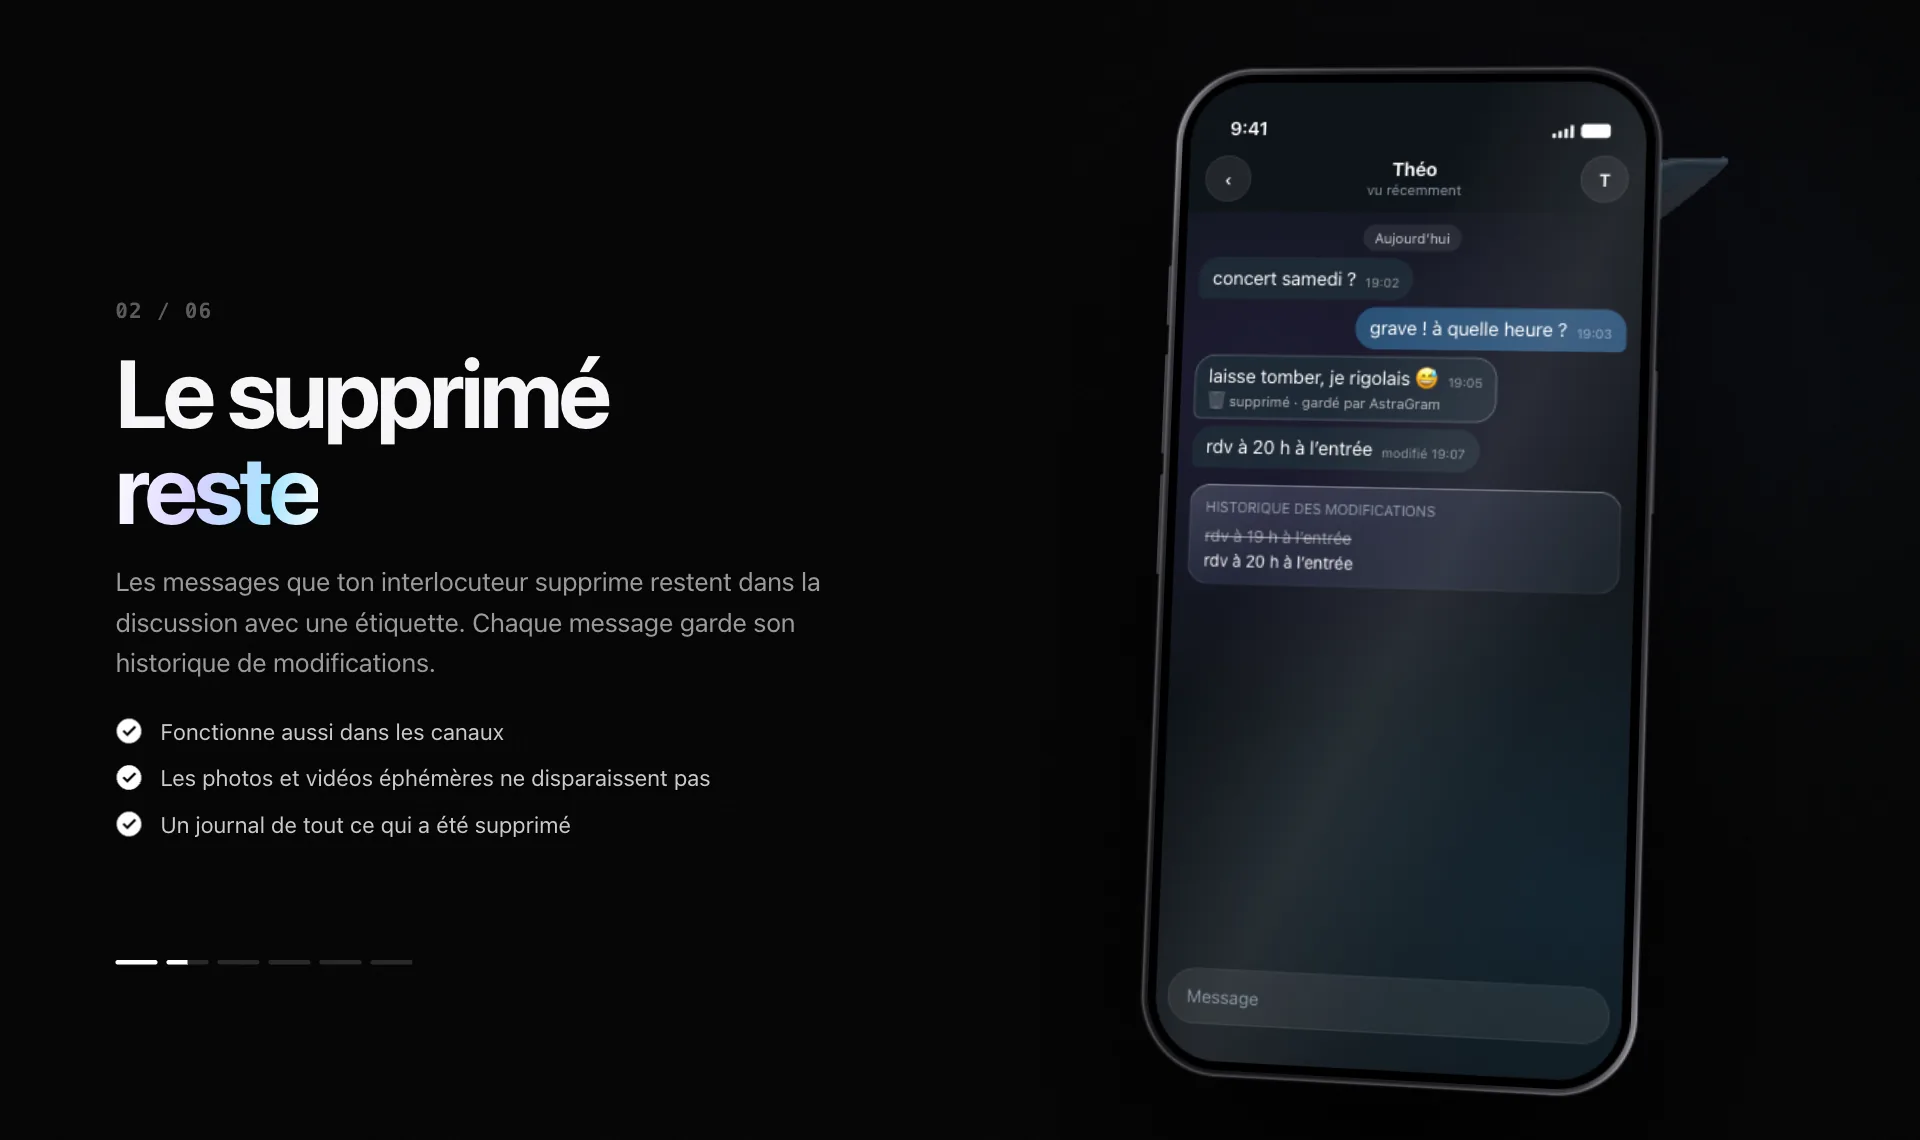 02 / 06
Le supprimé
reste
Les messages que ton interlocuteur supprime restent dans la
discussion avec une étiquette. Chaque message garde son
historique de modifications.
Fonctionne aussi dans les canaux
Les photos et vidéos éphémères ne disparaissent pas
Un journal de tout ce qui a été supprimé
9:41
‹
Théo
T
vu récemment
Aujourd'hui
concert samedi ? 19:02
grave ! à quelle heure ? 19:03
laisse tomber, je rigolais 😅 19:05
🗑️ supprimé · gardé par AstraGram
rdv à 20 h à l'entrée modifié 19:07
HISTORIQUE DES MODIFICATIONS
rdv à 19 h à l'entrée
rdv à 20 h à l'entrée
Message